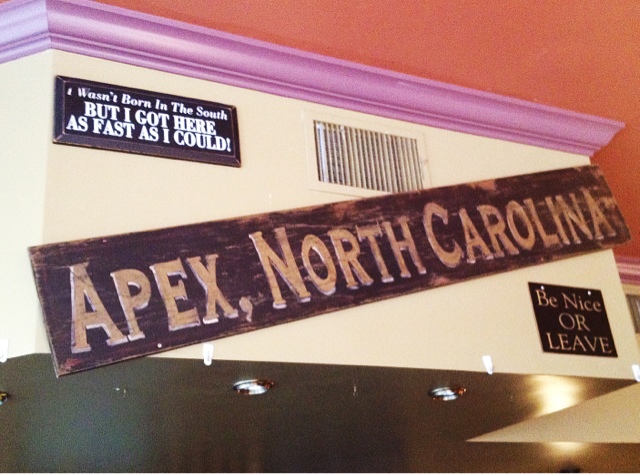 I Wasn't Born In The South
BUT I GOT HERE
AS FAST AS I COULD!
APEX, NORTH CAROLINA
Be Nice
OR
LEAVE